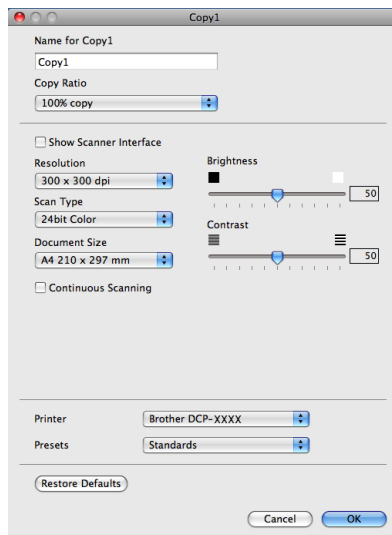 Copy1
Name for Copy1
Copy1
Copy Ratio
100% copy
Show Scanner Interface
Resolution
300 x 300 dpi
Scan Type
24bit Color
Document Size
A4 210 x 297 mm
Continuous Scanning
Brightness
50
Contrast
50
Printer
Brother DCP-XXXX
Presets
Standards
Restore Defaults
Cancel
OK